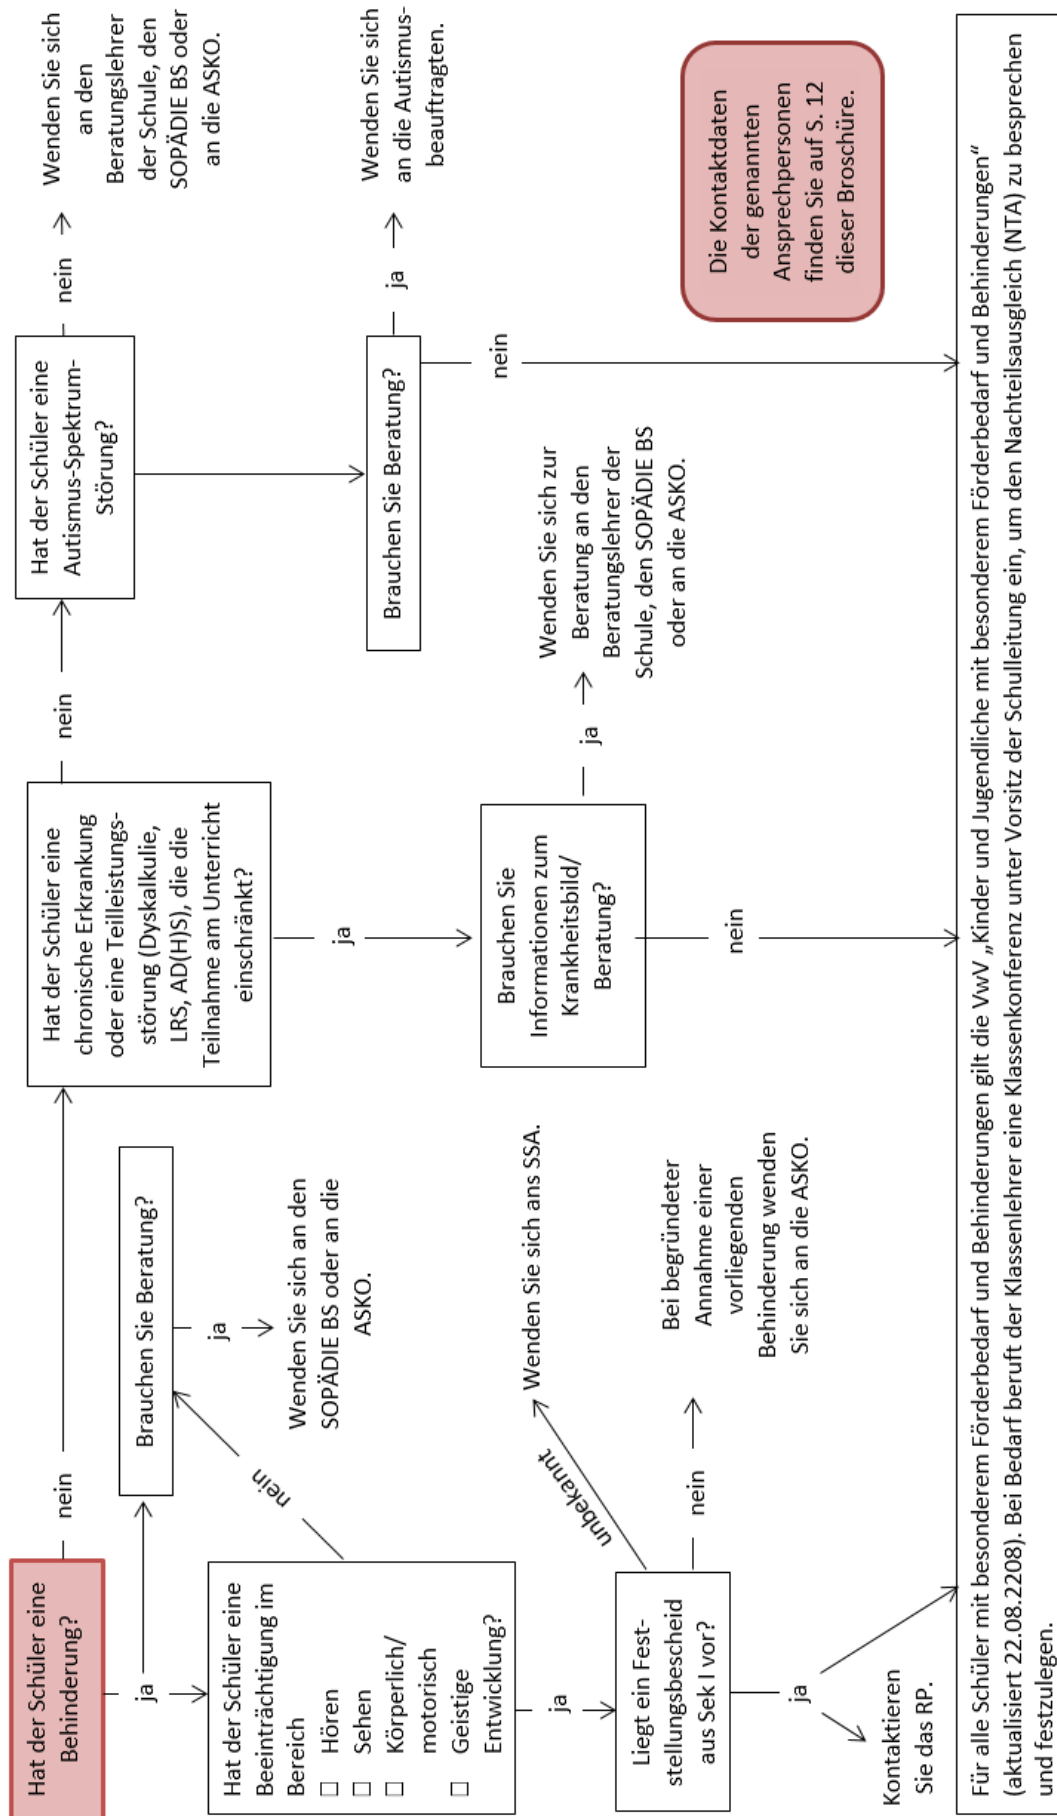 Hat der Schüler eine
Behinderung?
nein
ja
Brauchen Sie Beratung?
ja
Wenden Sie sich an den
SOPÄDIE BS oder an die
ASKO.
Hat der Schüler eine
Beeinträchtigung im
Bereich
☐ Hören
☐ Sehen
☐ Körperlich/
motorisch
☐ Geistige
Entwicklung?
nein
ja
Liegt ein Fest-
stellungsbescheid
aus Sek I vor?
unbekannt
Wenden Sie sich ans SSA.
nein
Bei begründeter
Annahme einer
vorliegenden
Behinderung wenden
Sie sich an die ASKO.
ja
Kontaktieren
Sie das RP.
Hat der Schüler eine
chronische Erkrankung
oder eine Teilleistungs-
störung (Dyskalkulie,
LRS, AD(H)S), die die
Teilnahme am Unterricht
einschränkt?
nein
ja
Brauchen Sie
Informationen zum
Krankheitsbild/
Beratung?
ja
Wenden Sie sich zur
Beratung an den
Beratungslehrer der
Schule, den SOPÄDIE BS
oder an die ASKO.
nein
Hat der Schüler eine
Autismus-Spektrum-
Störung?
nein
Wenden Sie sich
an den
Beratungslehrer
der Schule, den
SOPÄDIE BS oder
an die ASKO.
Brauchen Sie Beratung?
ja
Wenden Sie sich
an die Autismus-
beauftragten.
nein
Die Kontaktdaten
der genannten
Ansprechpersonen
finden Sie auf S. 12
dieser Broschüre.
Für alle Schüler mit besonderem Förderbedarf und Behinderungen gilt die VwV „Kinder und Jugendliche mit besonderem Förderbedarf und Behinderungen“
(aktualisiert 22.08.2208). Bei Bedarf beruft der Klassenlehrer eine Klassenkonferenz unter Vorsitz der Schulleitung ein, um den Nachteilsausgleich (NTA) zu besprechen
und festzulegen.